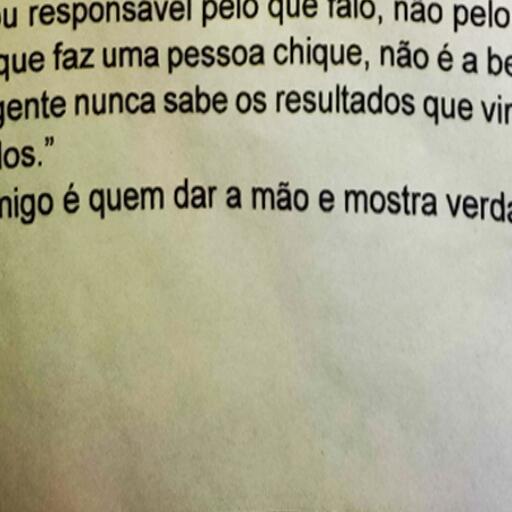 u responsável pelo que falo, não pelo
que faz uma pessoa chique, não é a be
gente nunca sabe os resultados que vir
los.”
migo é quem dar a mão e mostra verda